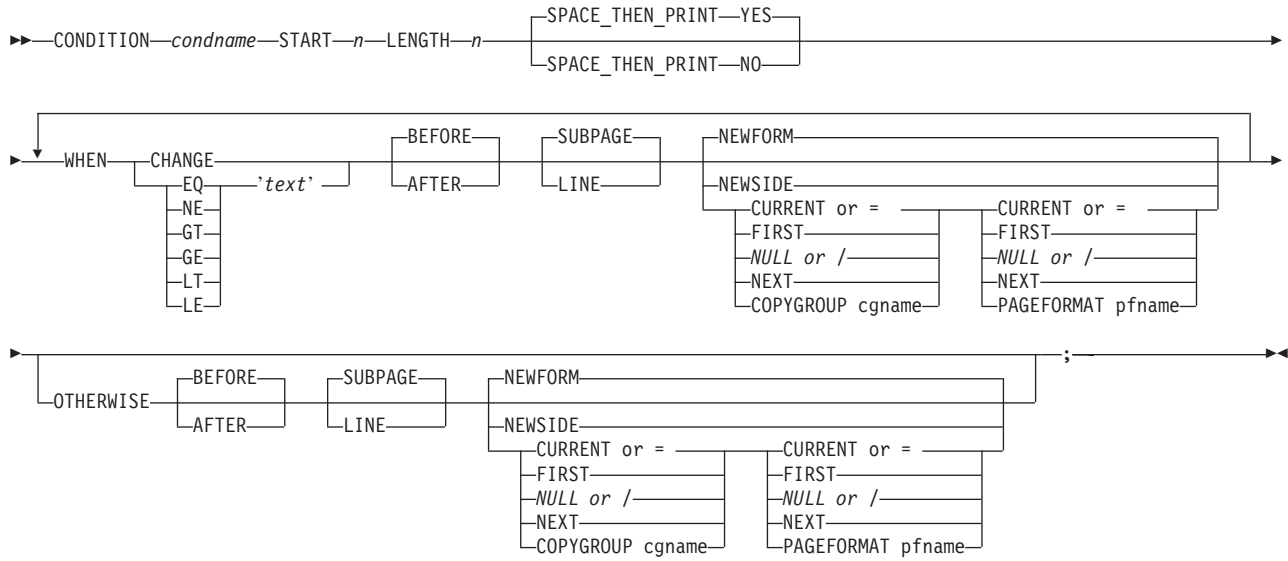 SPACE_THEN_PRINT YES
CONDITION condname START n LENGTH n
SPACE_THEN_PRINT NO
BEFORE SUBPAGE NEWFORM
WHEN CHANGE
EQ 'text' AFTER LINE NEWSIDE
NE CURRENT or = CURRENT or =
GT FIRST FIRST
GE NULL or / NULL or /
LT NEXT NEXT
LE COPYGROUP cgname PAGEFORMAT pfname
;
BEFORE SUBPAGE NEWFORM
OTHERWISE
AFTER LINE NEWSIDE
CURRENT or = CURRENT or =
FIRST FIRST
NULL or / NULL or /
NEXT NEXT
COPYGROUP cgname PAGEFORMAT pfname